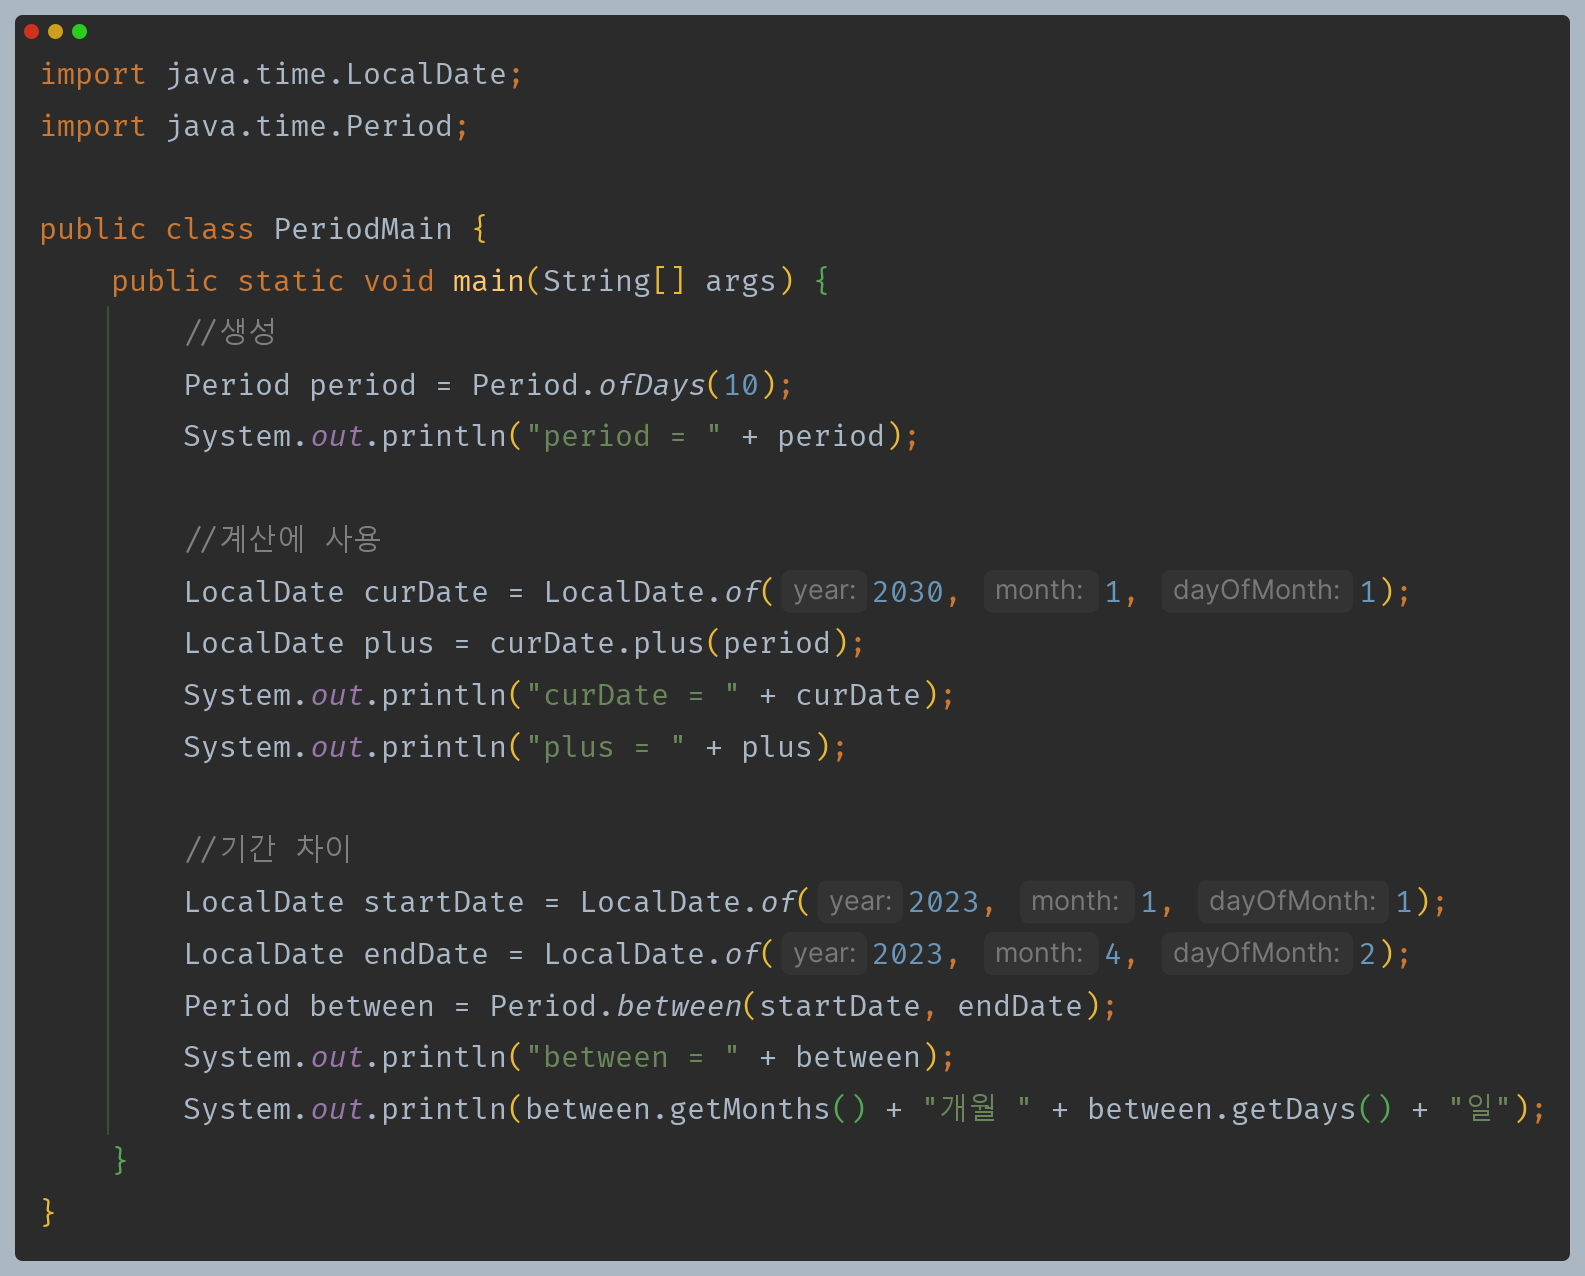 import java.time.LocalDate;
import java.time.Period;
public class PeriodMain {
public static void main(String[] args) {
//생성
Period period = Period.ofDays(10);
System.out.println("period = " + period);
//계산에 사용
LocalDate curDate = LocalDate.of( year: 2030, month: 1, dayOfMonth: 1);
LocalDate plus = curDate.plus(period);
System.out.println("curDate = " + curDate);
System.out.println("plus = " + plus);
//기간 차이
LocalDate startDate = LocalDate.of( year: 2023, month: 1, dayOfMonth: 1);
LocalDate endDate = LocalDate.of( year: 2023, month: 4, dayOfMonth: 2);
Period between = Period.between(startDate, endDate);
System.out.println("between = " + between);
System.out.println(between.getMonths() + "개월 " + between.getDays() + "일");
}
}